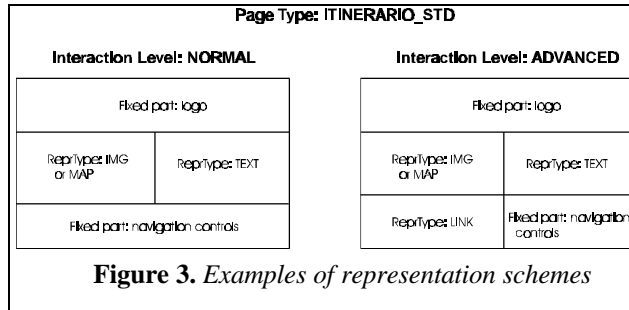 Page Type: ITINERARIO_STD
Interaction Level: NORMAL
Fixed part: logo
ReprType: IMG
or MAP
ReprType: TEXT
Fixed part: navigation controls
Interaction Level: ADVANCED
Fixed part: logo
ReprType: IMG
or MAP
ReprType: TEXT
ReprType: LINK
Fixed part: navigation
controls
Figure 3. Examples of representation schemes